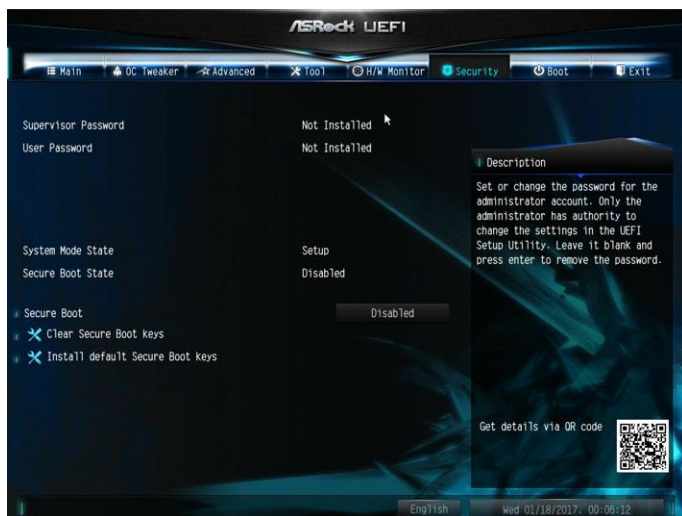 ASRock UEFI
Main OC Tweaker Advanced Tool H/W Monitor Security Boot Exit
Supervisor Password Not Installed
User Password Not Installed
System Mode State Setup
Secure Boot State Disabled
Secure Boot Disabled
Clear Secure Boot keys
Install default Secure Boot keys
Description
Set or change the password for the
administrator account. Only the
administrator has authority to
change the settings in the UEFI
Setup Utility. Leave it blank and
press enter to remove the password.
Get details via QR code
English Wed 01/18/2017. 00:06:12